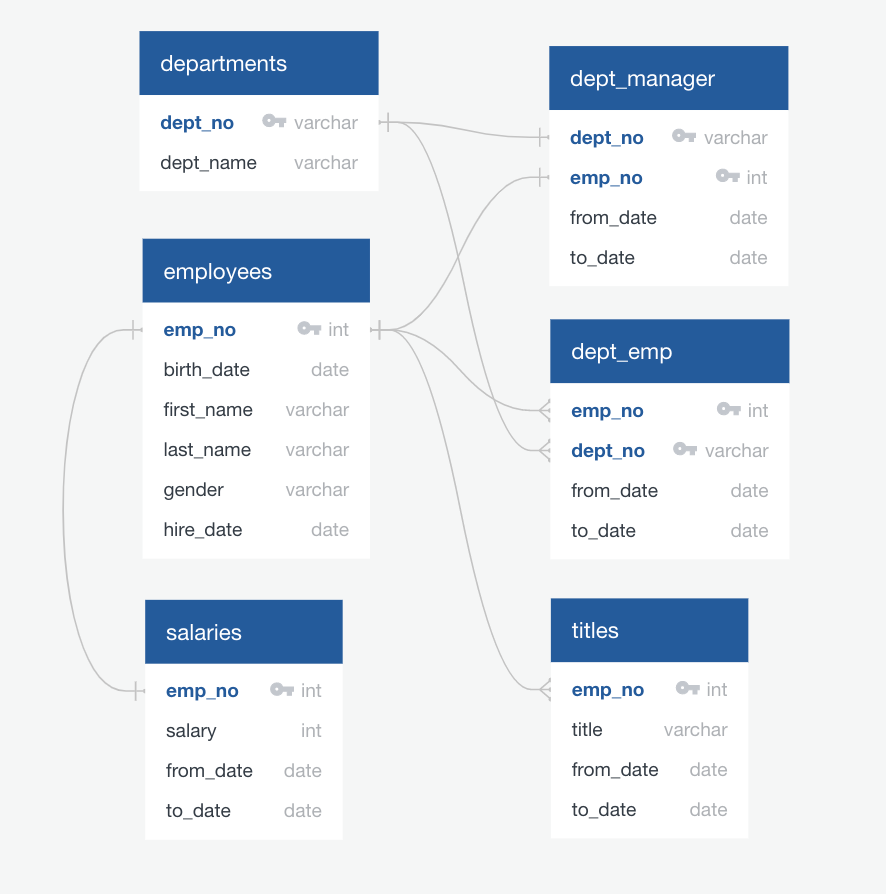 departments
dept_no varchar
dept_name varchar
employees
emp_no int
birth_date date
first_name varchar
last_name varchar
gender varchar
hire_date date
salaries
emp_no int
salary int
from_date date
to_date date
dept_manager
dept_no varchar
emp_no int
from_date date
to_date date
dept_emp
emp_no int
dept_no varchar
from_date date
to_date date
titles
emp_no int
title varchar
from_date date
to_date date